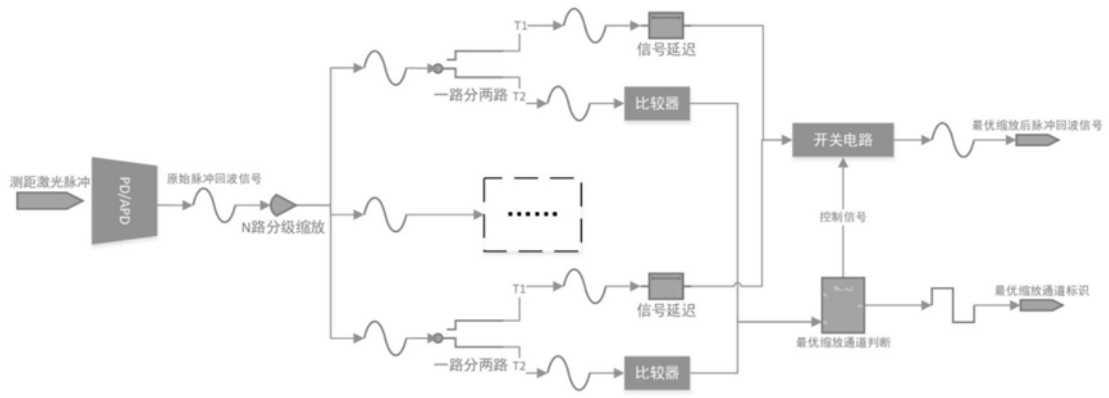 T1
信号延迟
一路分两路
T2
比较器
测距激光脉冲
PD/APD
原始脉冲回波信号
N路分级缩放
......
开关电路
最优缩放后脉冲回波信号
控制信号
T1
信号延迟
一路分两路
T2
比较器
最优缩放通道判断
最优缩放通道标识